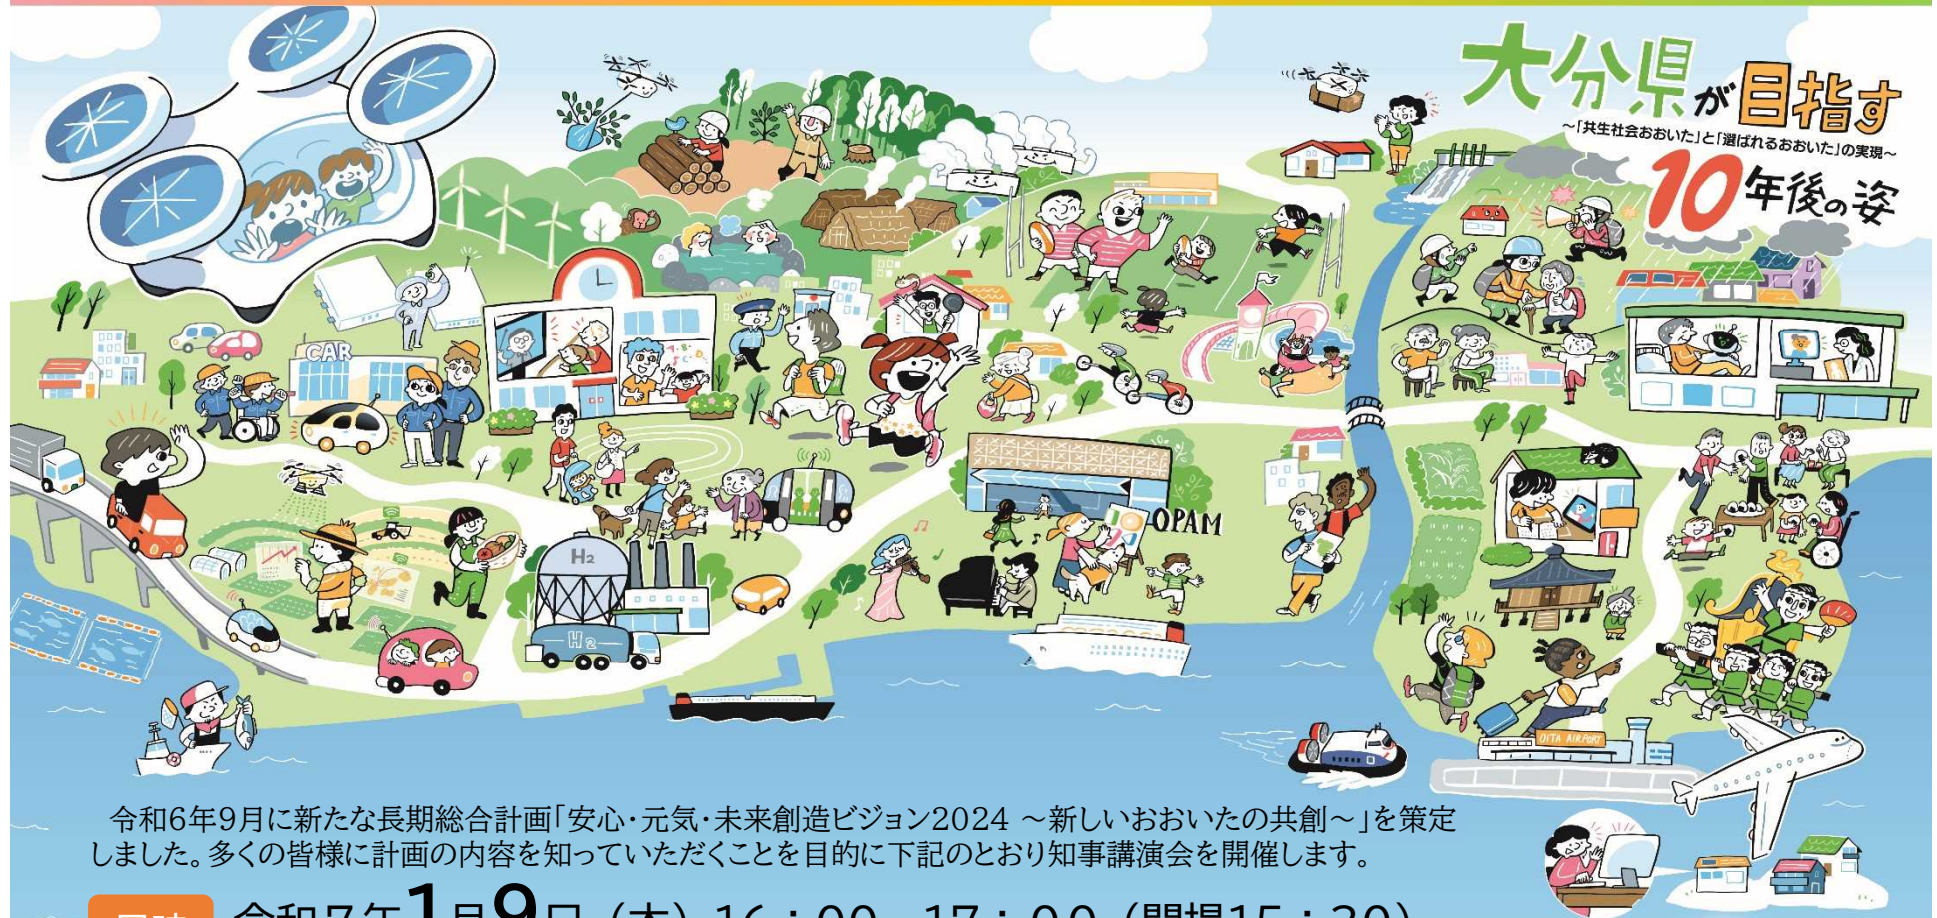 大分県が目指す
～「共生社会おおいた」と「選ばれるおおいた」の実現～
10年後の姿
CAR
OPAM
H2
H2
OITA AIRPORT
令和6年9月に新たな長期総合計画「安心・元気・未来創造ビジョン2024 ～新しいおおいたの共創～」を策定
しました。多くの皆様に計画の内容を知っていただくことを目的に下記のとおり知事講演会を開催します。
日時 令和7年1月9日（木）16：00～17：00（開場15：30）